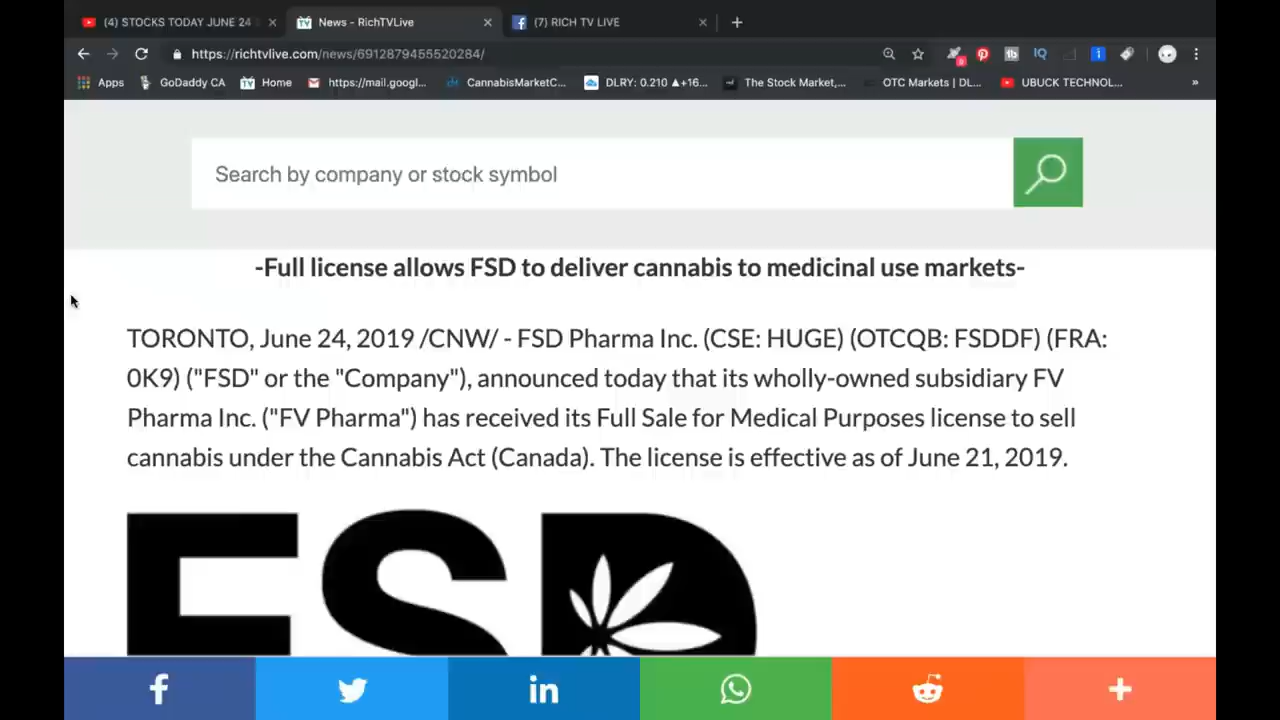 (4) STOCKS TODAY JUNE 24
News - RichTVLive
(7) RICH TV LIVE
https://richtvlive.com/news/6912879455520284/
Apps
GoDaddy CA
Home
https://mail.googl...
CannabisMarketC...
DLRY: 0.210 ▲+16...
The Stock Market,...
OTC Markets | DL...
UBUCK TECHNOL...
»
Search by company or stock symbol
-Full license allows FSD to deliver cannabis to medicinal use markets-
TORONTO, June 24, 2019 /CNW/ - FSD Pharma Inc. (CSE: HUGE) (OTCQB: FSDDF) (FRA:
0K9) ("FSD" or the "Company"), announced today that its wholly-owned subsidiary FV
Pharma Inc. ("FV Pharma") has received its Full Sale for Medical Purposes license to sell
cannabis under the Cannabis Act (Canada). The license is effective as of June 21, 2019.
FSD